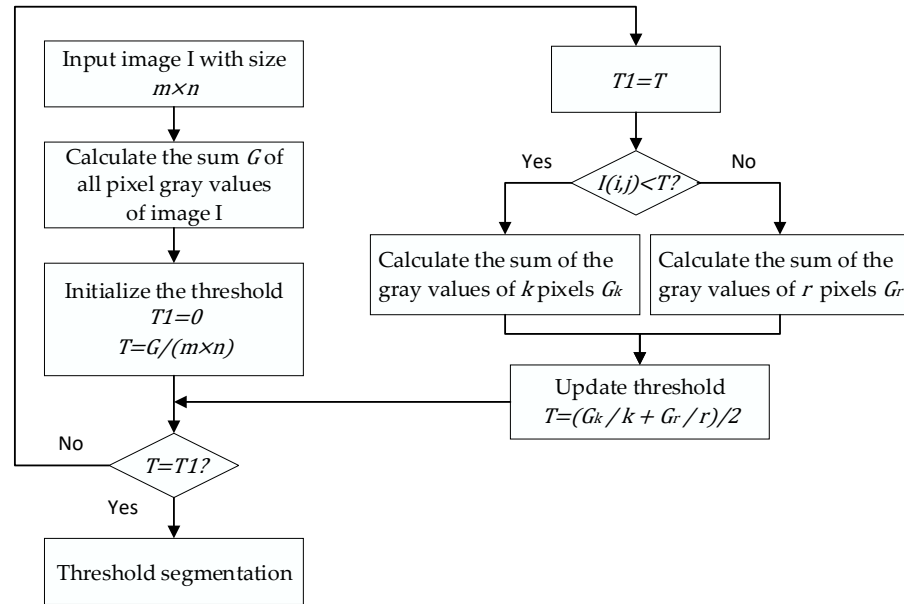 Input image I with size
m×n
Calculate the sum G of
all pixel gray values
of image I
Initialize the threshold
T1=0
T=G/(m×n)
No
T=T1?
Yes
Threshold segmentation
T1=T
Yes
No
I(i,j)<T?
Calculate the sum of the
gray values of k pixels Gk
Calculate the sum of the
gray values of r pixels Gr
Update threshold
T=(Gk/k + Gr/r)/2